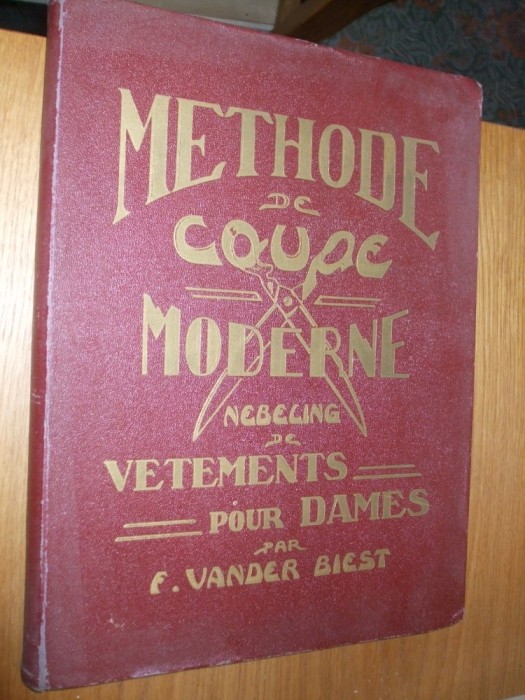 METHODE
DE
COUPE
MODERNE
NEBELING
DE
VETEMENTS
POUR DAMES
PAR
F. VANDER BIEST